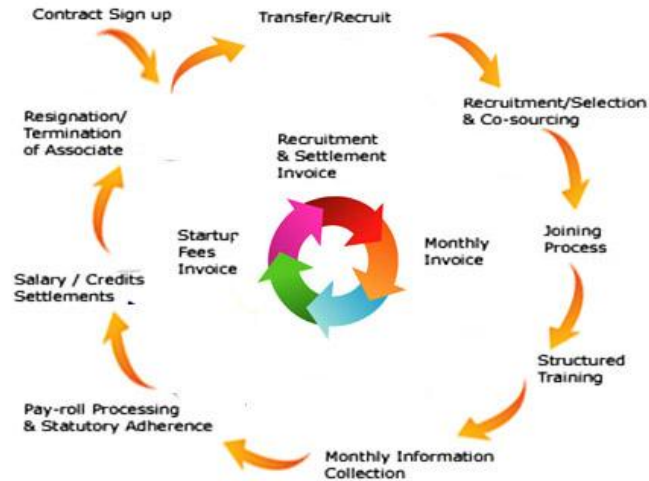 Contract Sign up
Transfer/Recruit
Recruitment/Selection
& Co-sourcing
Joining
Process
Structured
Training
Monthly Information
Collection
Pay-roll Processing
& Statutory Adherence
Salary / Credits
Settlements
Resignation/
Termination
of Associate
Recruitment
& Settlement
Invoice
Monthly
Invoice
Startup
Fees
Invoice